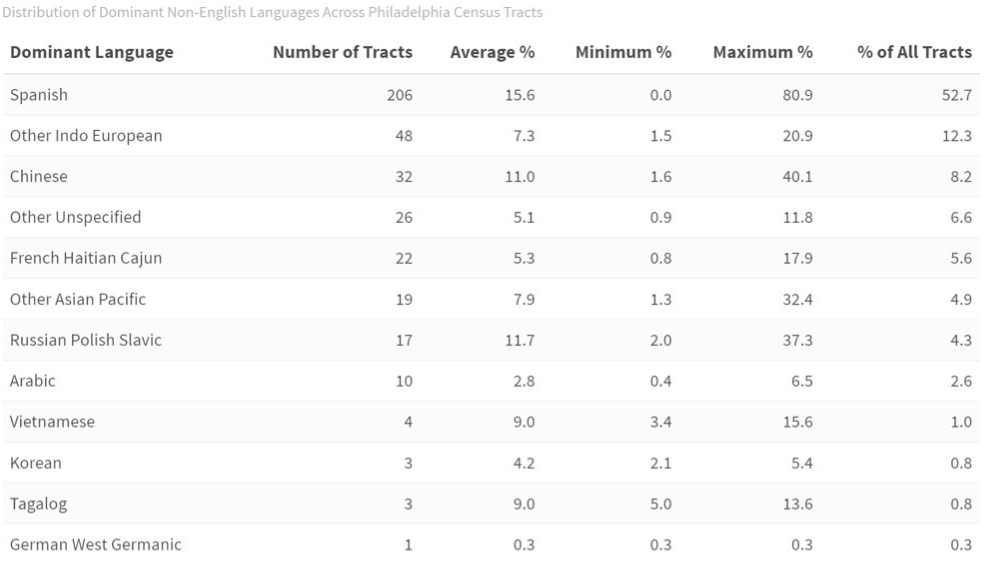 Distribution of Dominant Non-English Languages Across Philadelphia Census Tracts
Dominant Language Number of Tracts Average % Minimum % Maximum % % of All Tracts
Spanish 206 15.6 0.0 80.9 52.7
Other Indo European 48 7.3 1.5 20.9 12.3
Chinese 32 11.0 1.6 40.1 8.2
Other Unspecified 26 5.1 0.9 11.8 6.6
French Haitian Cajun 22 5.3 0.8 17.9 5.6
Other Asian Pacific 19 7.9 1.3 32.4 4.9
Russian Polish Slavic 17 11.7 2.0 37.3 4.3
Arabic 10 2.8 0.4 6.5 2.6
Vietnamese 4 9.0 3.4 15.6 1.0
Korean 3 4.2 2.1 5.4 0.8
Tagalog 3 9.0 5.0 13.6 0.8
German West Germanic 1 0.3 0.3 0.3 0.3